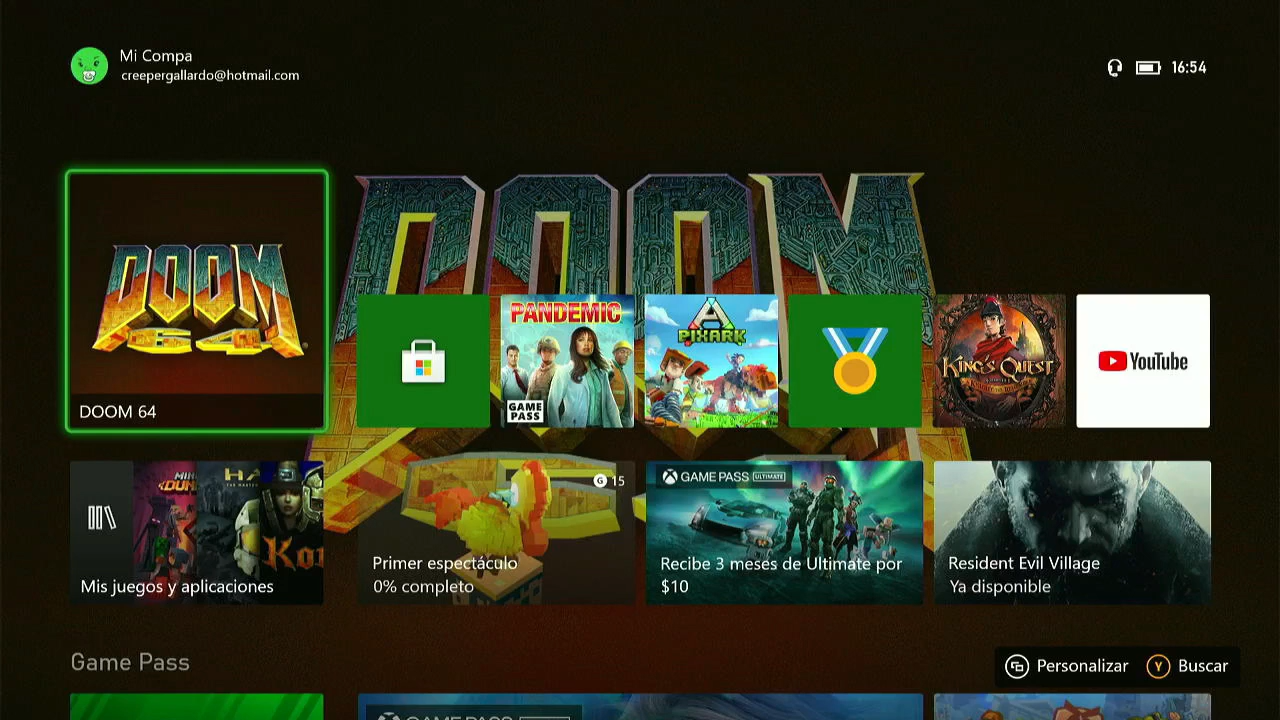 Mi Compa
creepergallardo@hotmail.com
16:54
DOOM
64
DOOM 64
PANDEMIC
GAME
PASS
PIXARK
KING'S QUEST
YouTube
Mis juegos y aplicaciones
G 15
Primer espectáculo
0% completo
GAME PASS ULTIMATE
Recibe 3 meses de Ultimate por
$10
Resident Evil Village
Ya disponible
Game Pass
Personalizar
Y Buscar
GAME PASS